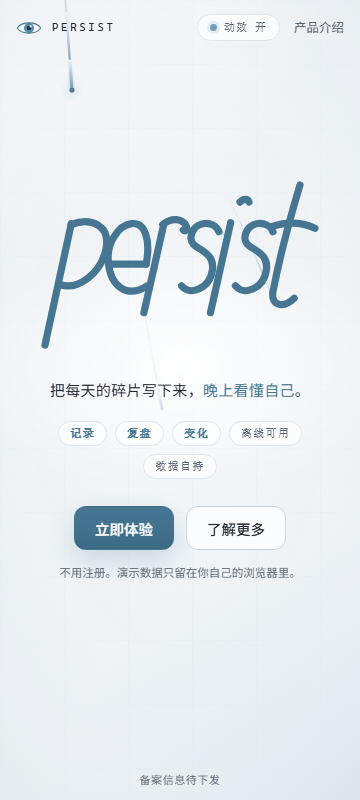 PERSIST
动效 开
产品介绍
persist
把每天的碎片写下来，晚上看懂自己。
记录
复盘
变化
离线可用
数据自持
立即体验
了解更多
不用注册。演示数据只留在你自己的浏览器里。
备案信息待下发